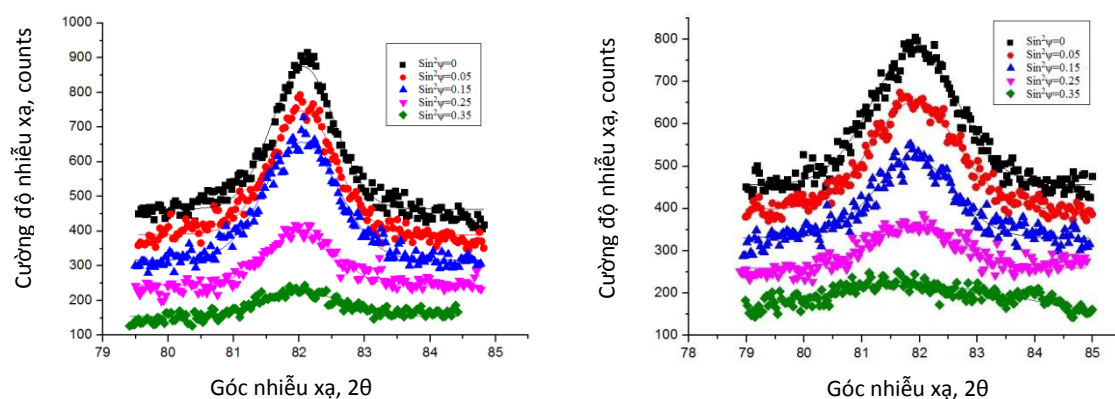 Cường độ nhiễu xạ, counts
1000
900
800
700
600
500
400
300
200
100
Sin²ψ=0
Sin²ψ=0.05
Sin²ψ=0.15
Sin²ψ=0.25
Sin²ψ=0.35
79 80 81 82 83 84 85
Góc nhiễu xạ, 2θ
Cường độ nhiễu xạ, counts
800
700
600
500
400
300
200
100
Sin²ψ=0
Sin²ψ=0.05
Sin²ψ=0.15
Sin²ψ=0.25
Sin²ψ=0.35
78 79 80 81 82 83 84 85
Góc nhiễu xạ, 2θ